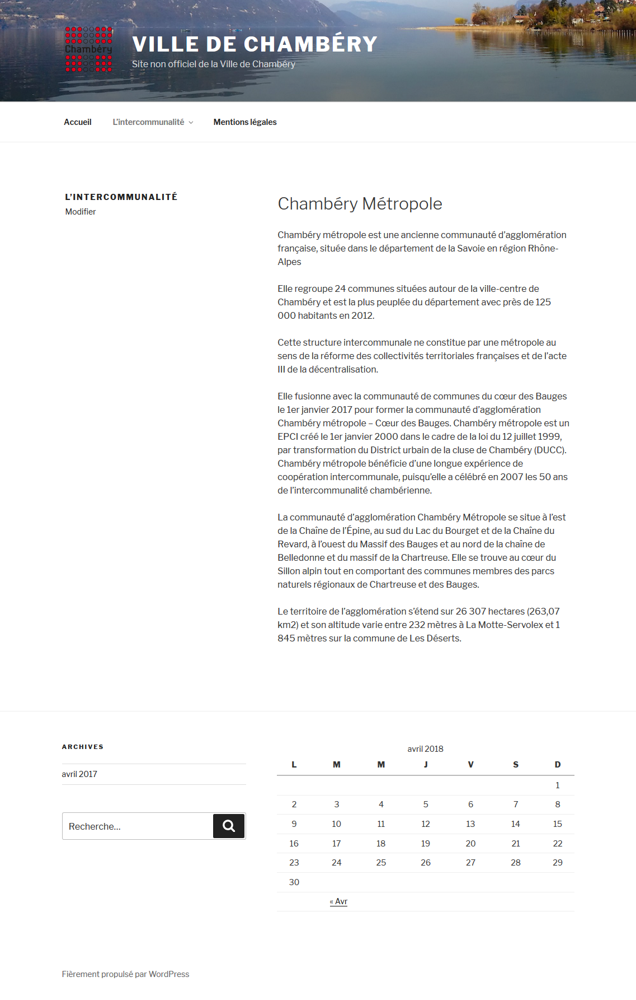 Chambéry
VILLE DE CHAMBÉRY
Site non officiel de la Ville de Chambéry
Accueil
L’intercommunalité
Mentions légales
L’INTERCOMMUNALITÉ
Modifier
Chambéry Métropole
Chambéry métropole est une ancienne communauté d’agglomération
française, située dans le département de la Savoie en région Rhône-
Alpes
Elle regroupe 24 communes situées autour de la ville-centre de
Chambéry et est la plus peuplée du département avec près de 125
000 habitants en 2012.
Cette structure intercommunale ne constitue par une métropole au
sens de la réforme des collectivités territoriales françaises et de l’acte
III de la décentralisation.
Elle fusionne avec la communauté de communes du cœur des Bauges
le 1er janvier 2017 pour former la communauté d’agglomération
Chambéry métropole – Cœur des Bauges. Chambéry métropole est un
EPCI créé le 1er janvier 2000 dans le cadre de la loi du 12 juillet 1999,
par transformation du District urbain de la cluse de Chambéry (DUCC).
Chambéry métropole bénéficie d’une longue expérience de
coopération intercommunale, puisqu’elle a célébré en 2007 les 50 ans
de l’intercommunalité chambérienne.
La communauté d’agglomération Chambéry Métropole se situe à l’est
de la Chaîne de l’Épine, au sud du Lac du Bourget et de la Chaîne du
Revard, à l’ouest du Massif des Bauges et au nord de la chaîne de
Belledonne et du massif de la Chartreuse. Elle se trouve au cœur du
Sillon alpin tout en comportant des communes membres des parcs
naturels régionaux de Chartreuse et des Bauges.
Le territoire de l’agglomération s’étend sur 26 307 hectares (263,07
km2) et son altitude varie entre 232 mètres à La Motte-Servolex et 1
845 mètres sur la commune de Les Déserts.
ARCHIVES
avril 2017
Recherche…
avril 2018
L M M J V S D
1
2 3 4 5 6 7 8
9 10 11 12 13 14 15
16 17 18 19 20 21 22
23 24 25 26 27 28 29
30
« Avr
Fièrement propulsé par WordPress